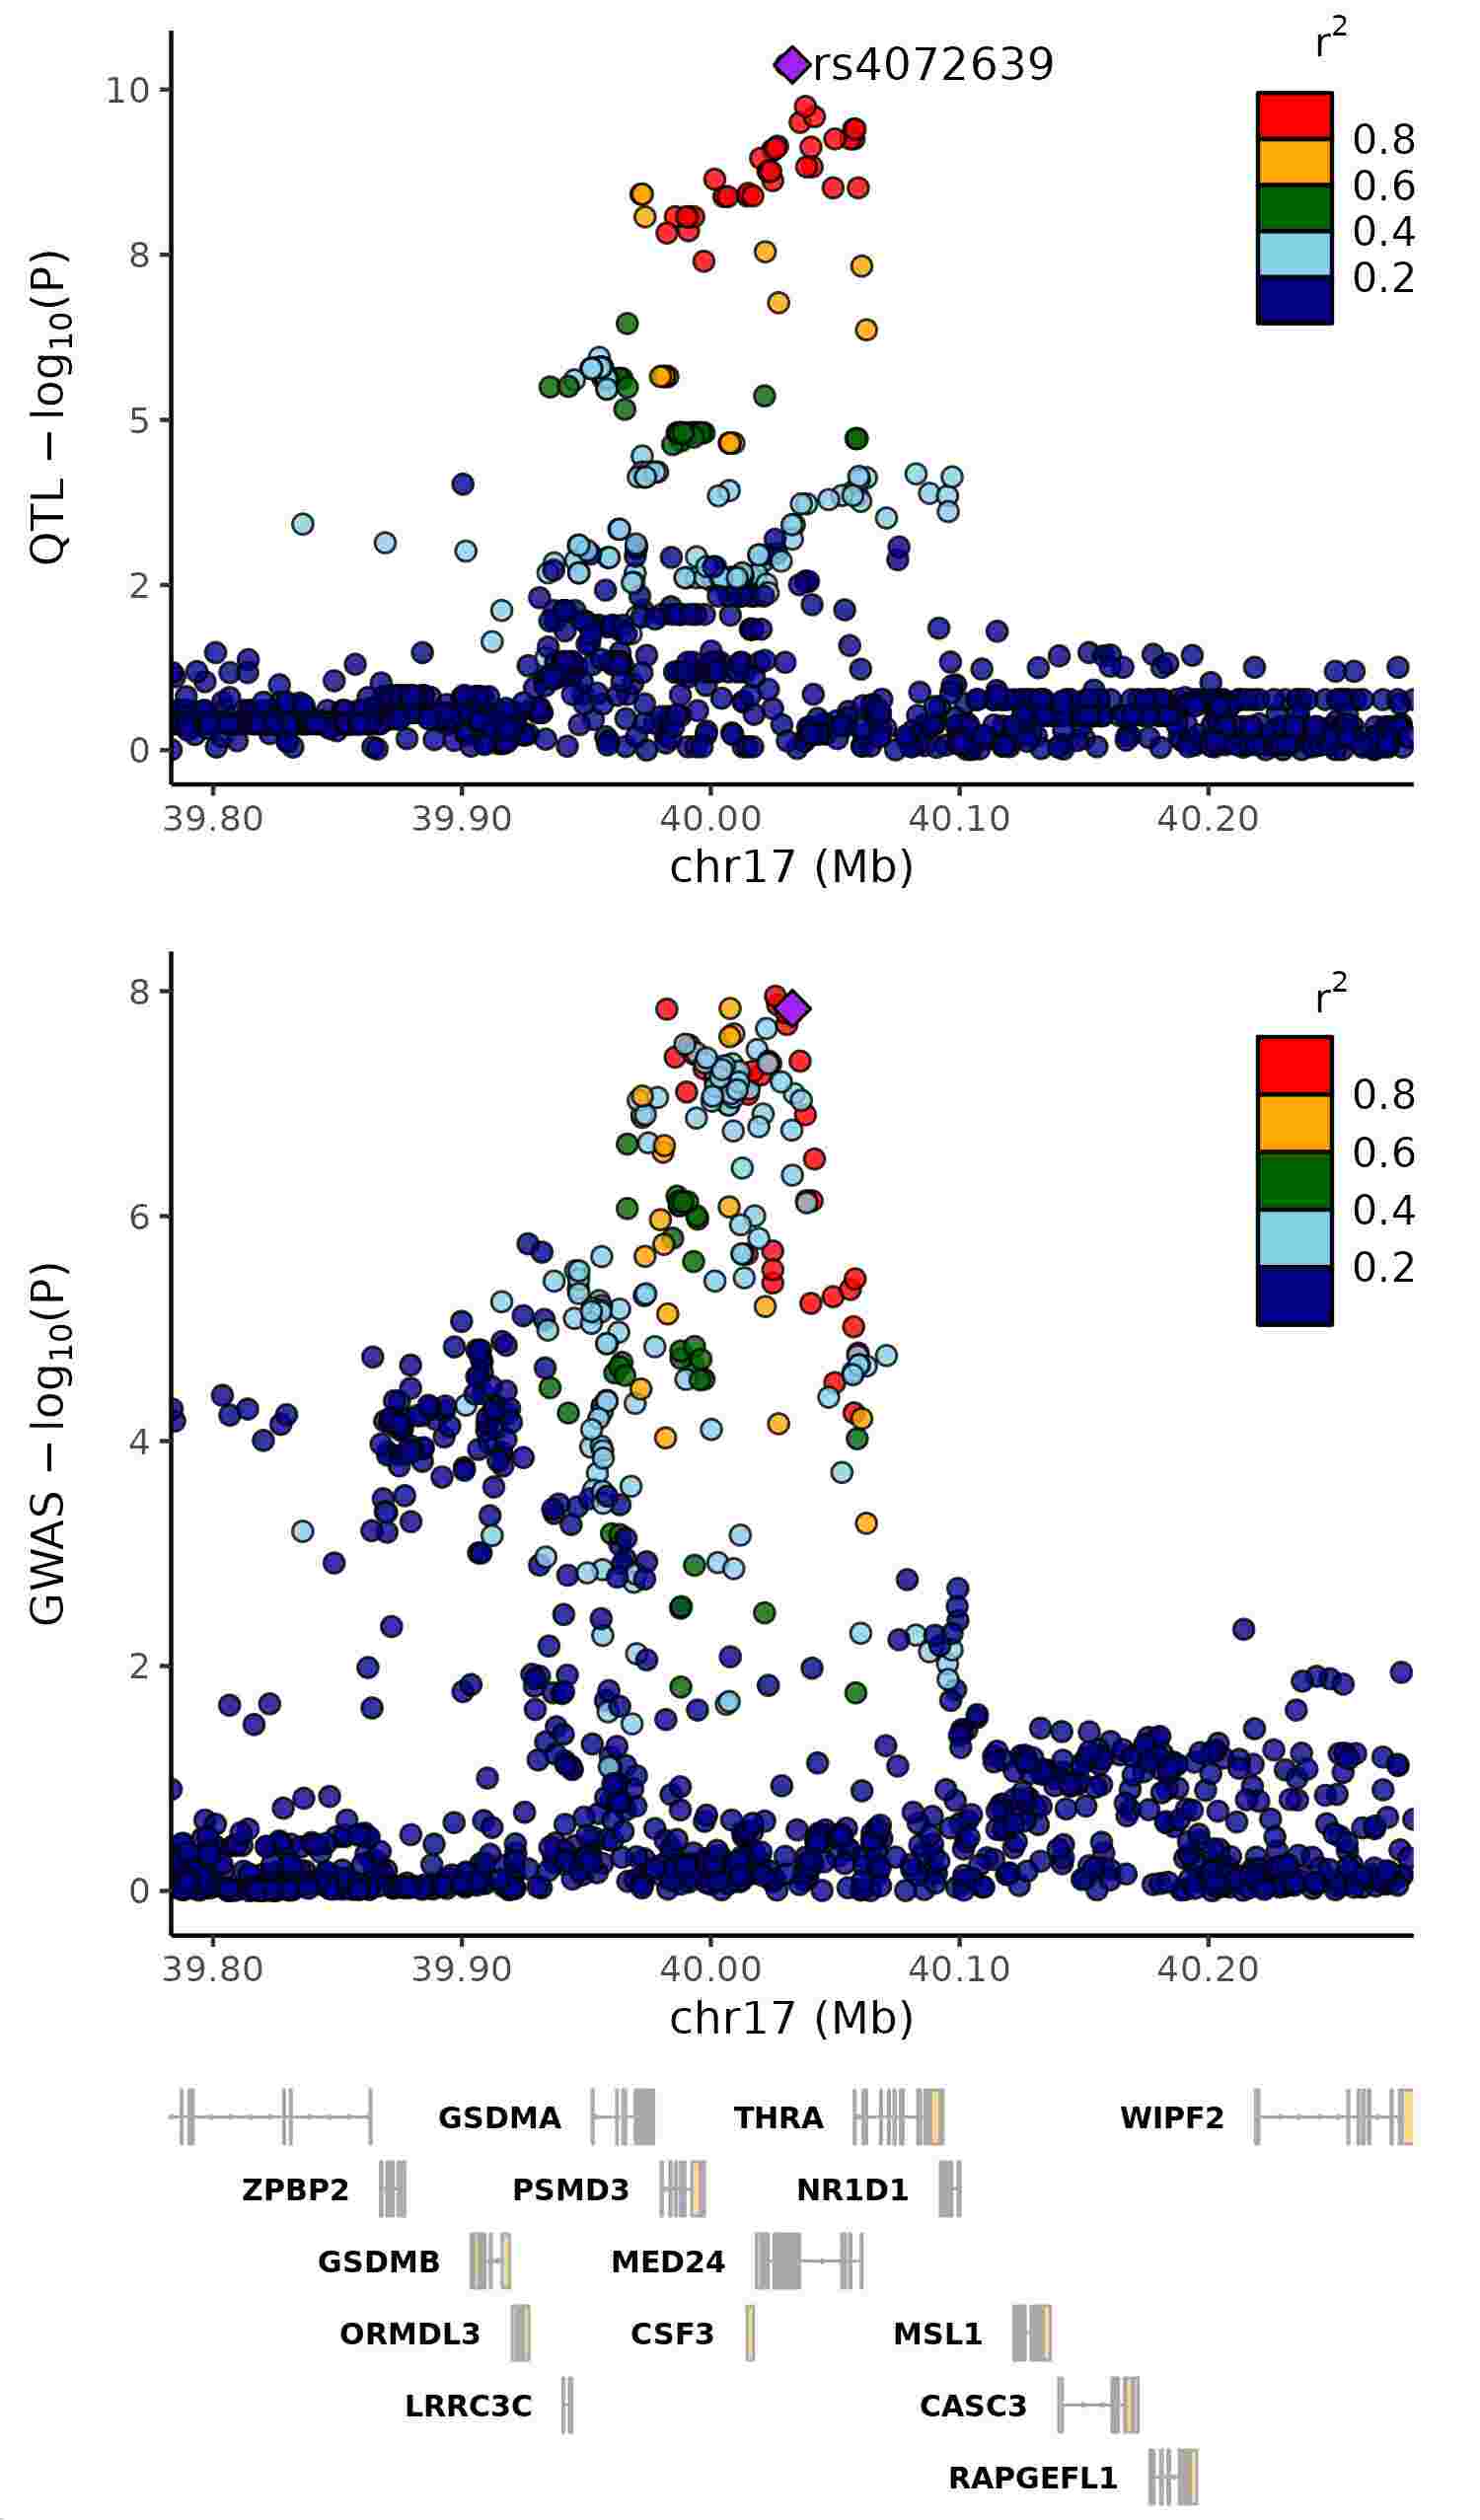 r²
rs4072639
10
8
5
2
0
QTL −log₁₀(P)
0.8
0.6
0.4
0.2
39.80 39.90 40.00 40.10 40.20
chr17 (Mb)
r²
8
6
4
2
0
GWAS −log₁₀(P)
0.8
0.6
0.4
0.2
39.80 39.90 40.00 40.10 40.20
chr17 (Mb)
GSDMA THRA WIPF2
ZPBP2 PSMD3 NR1D1
GSDMB MED24
ORMDL3 CSF3 MSL1
LRRC3C CASC3
RAPGEFL1